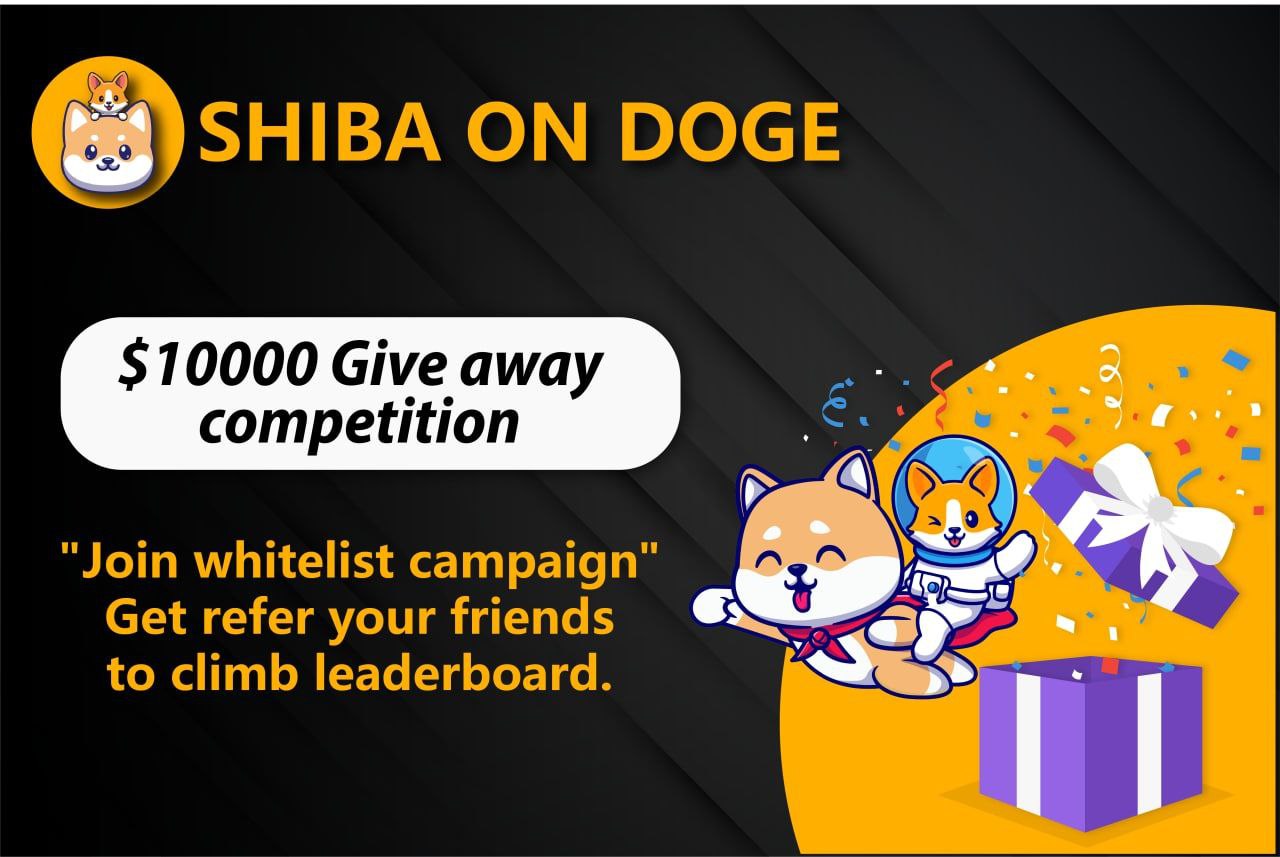 SHIBA ON DOGE
$10000 Give away
competition
"Join whitelist campaign"
Get refer your friends
to climb leaderboard.